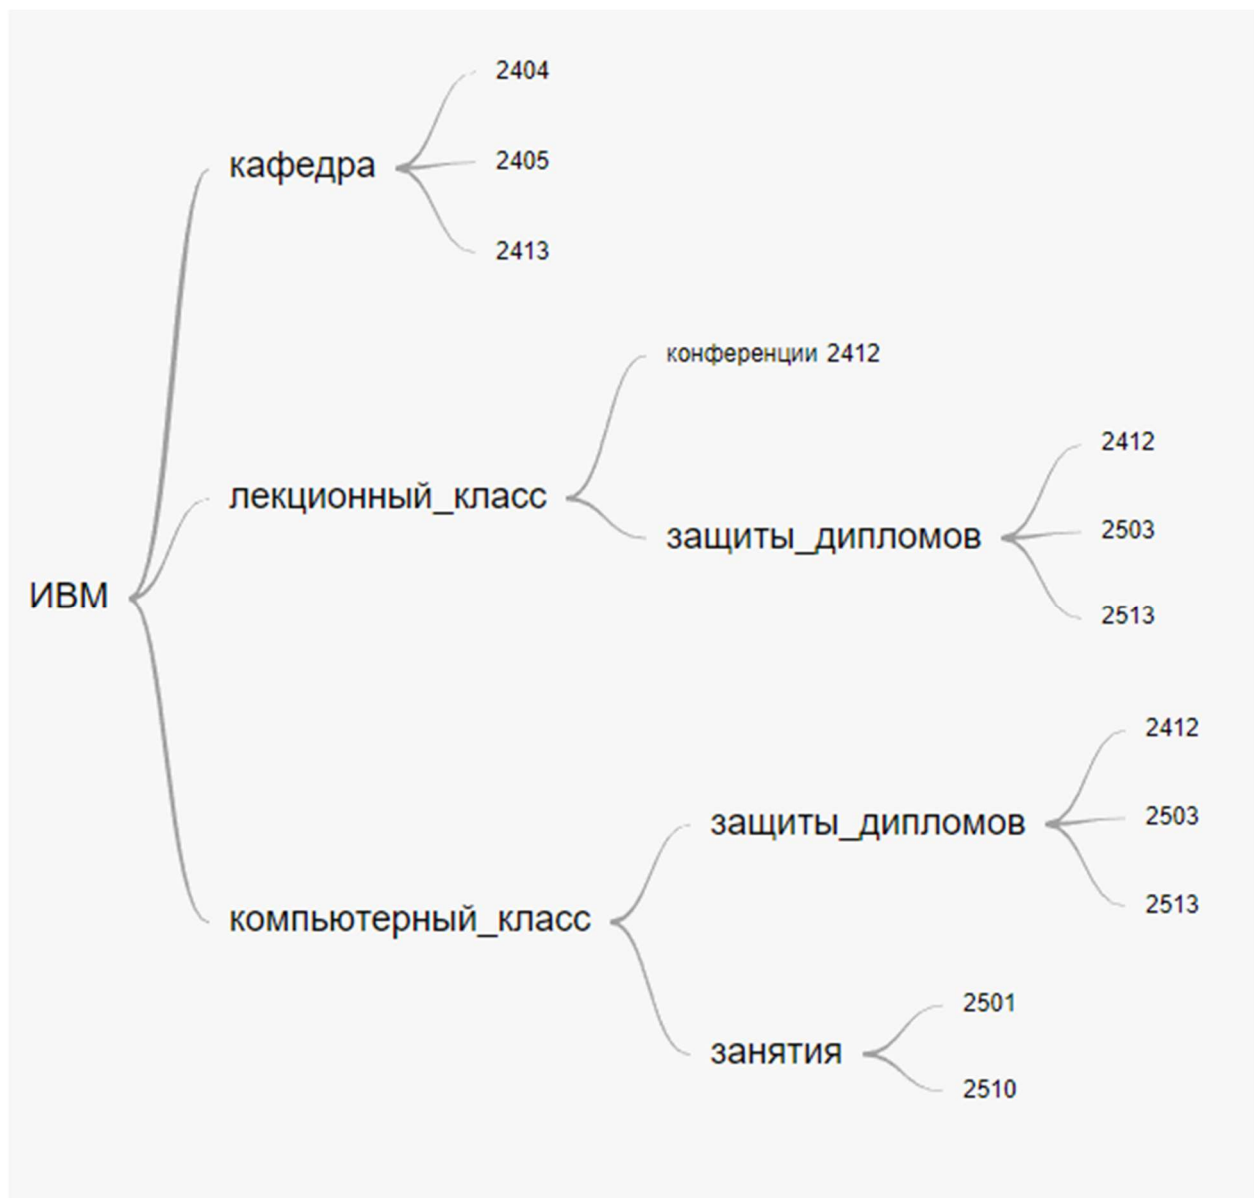 2404
кафедра
2405
2413
конференции 2412
2412
лекционный_класс
2503
защиты_дипломов
ИВМ
2513
2412
2503
защиты_дипломов
2513
компьютерный_класс
2501
занятия
2510